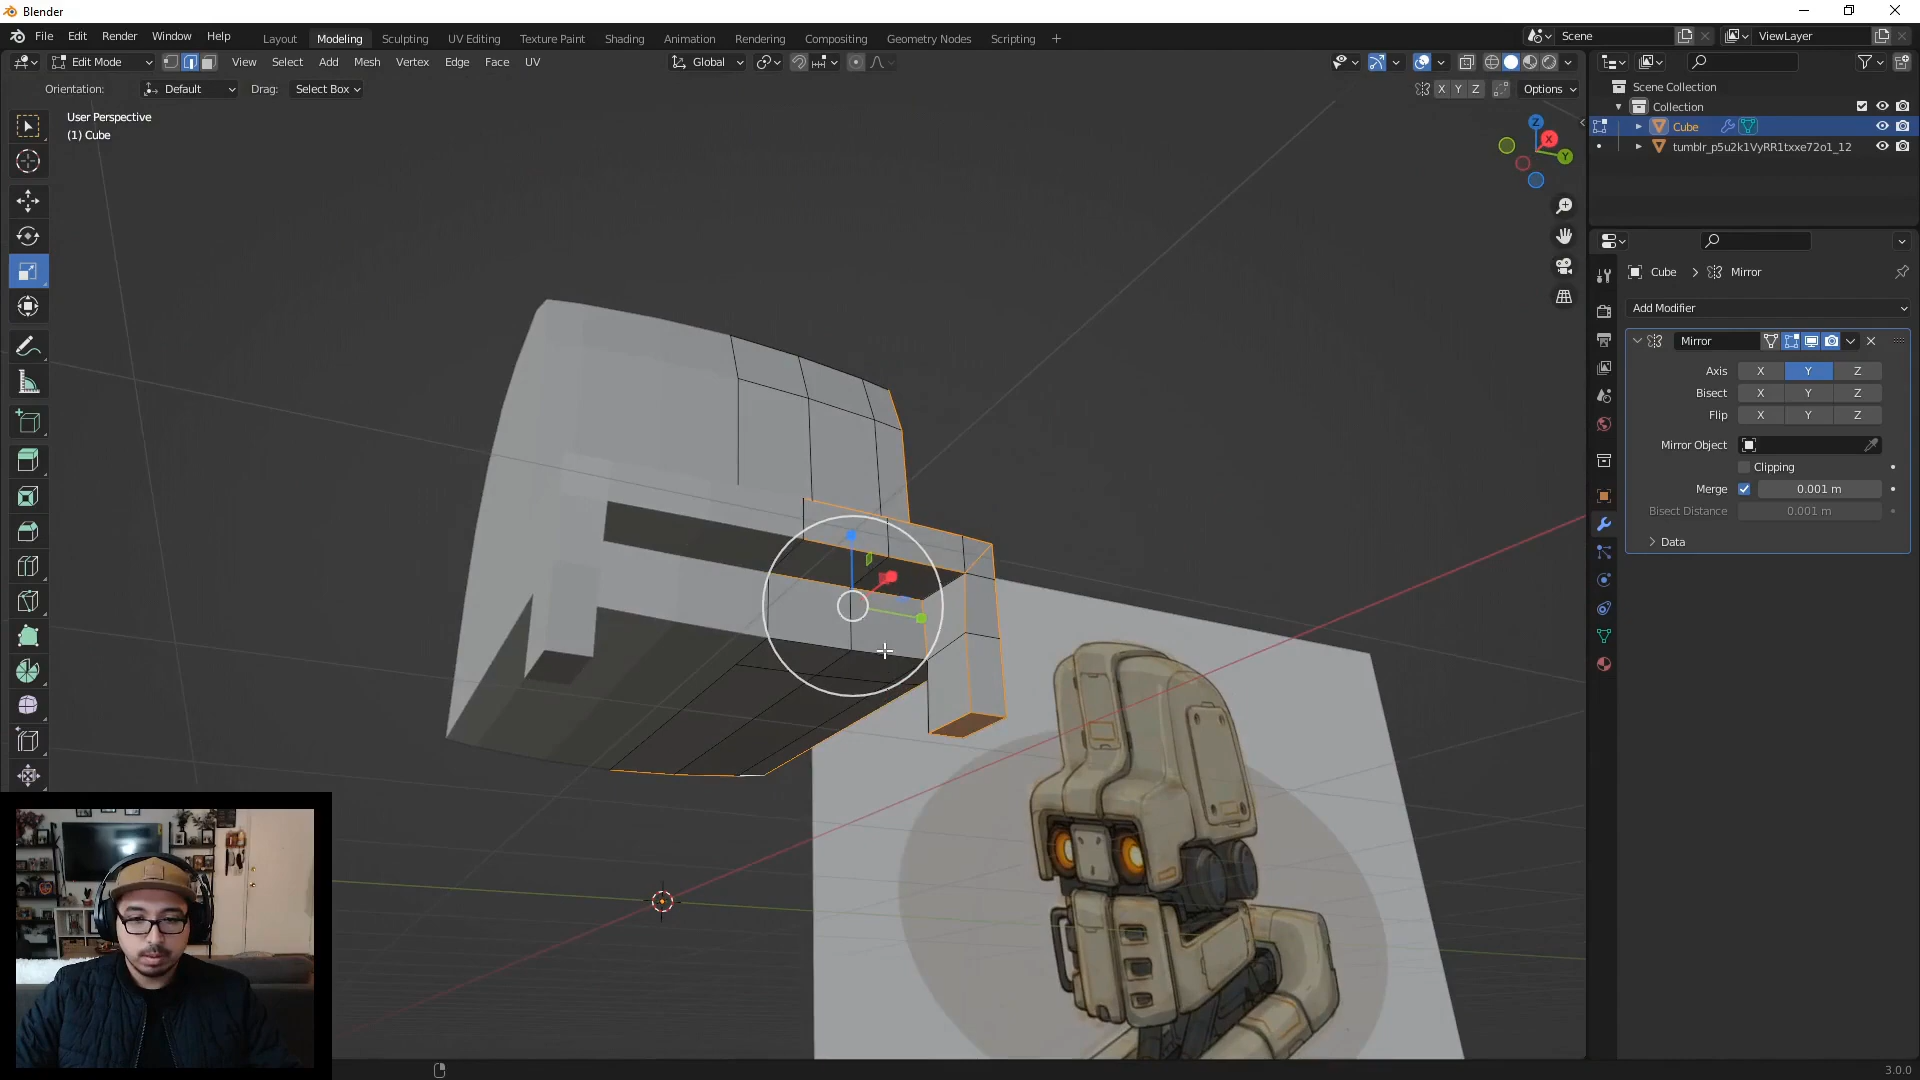 Blender
File Edit Render Window Help
Layout Modeling Sculpting UV Editing Texture Paint Shading Animation Rendering Compositing Geometry Nodes Scripting +
Scene
ViewLayer
Edit Mode
View Select Add Mesh Vertex Edge Face UV
Global
Orientation: Default Drag: Select Box
X Y Z Options
User Perspective
(1) Cube
Z
X
Y
Scene Collection
Collection
Cube
tumblr_p5u2k1VyRR1txxe72o1_12
Cube > Mirror
Add Modifier
Mirror
Axis X Y Z
Bisect X Y Z
Flip X Y Z
Mirror Object
Clipping
Merge 0.001 m
Bisect Distance 0.001 m
Data
3.0.0